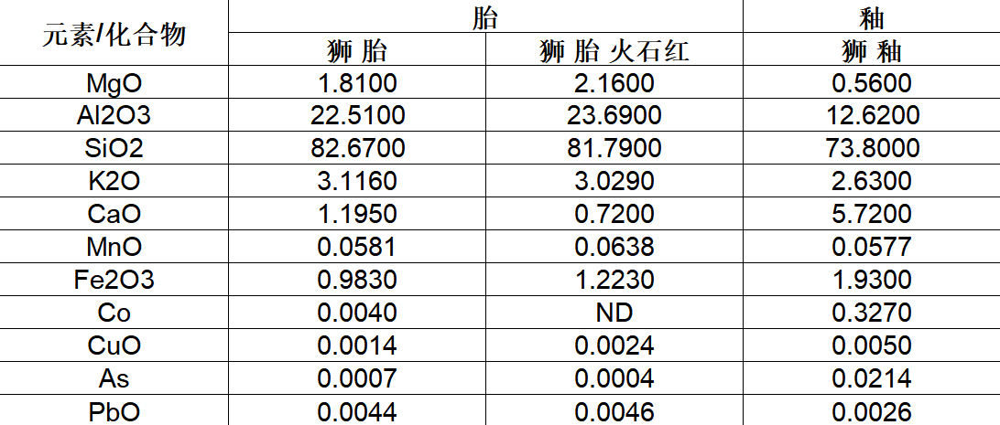 元素/化合物 胎 釉
狮 胎 狮 胎 火石红 狮 釉
MgO 1.8100 2.1600 0.5600
Al2O3 22.5100 23.6900 12.6200
SiO2 82.6700 81.7900 73.8000
K2O 3.1160 3.0290 2.6300
CaO 1.1950 0.7200 5.7200
MnO 0.0581 0.0638 0.0577
Fe2O3 0.9830 1.2230 1.9300
Co 0.0040 ND 0.3270
CuO 0.0014 0.0024 0.0050
As 0.0007 0.0004 0.0214
PbO 0.0044 0.0046 0.0026